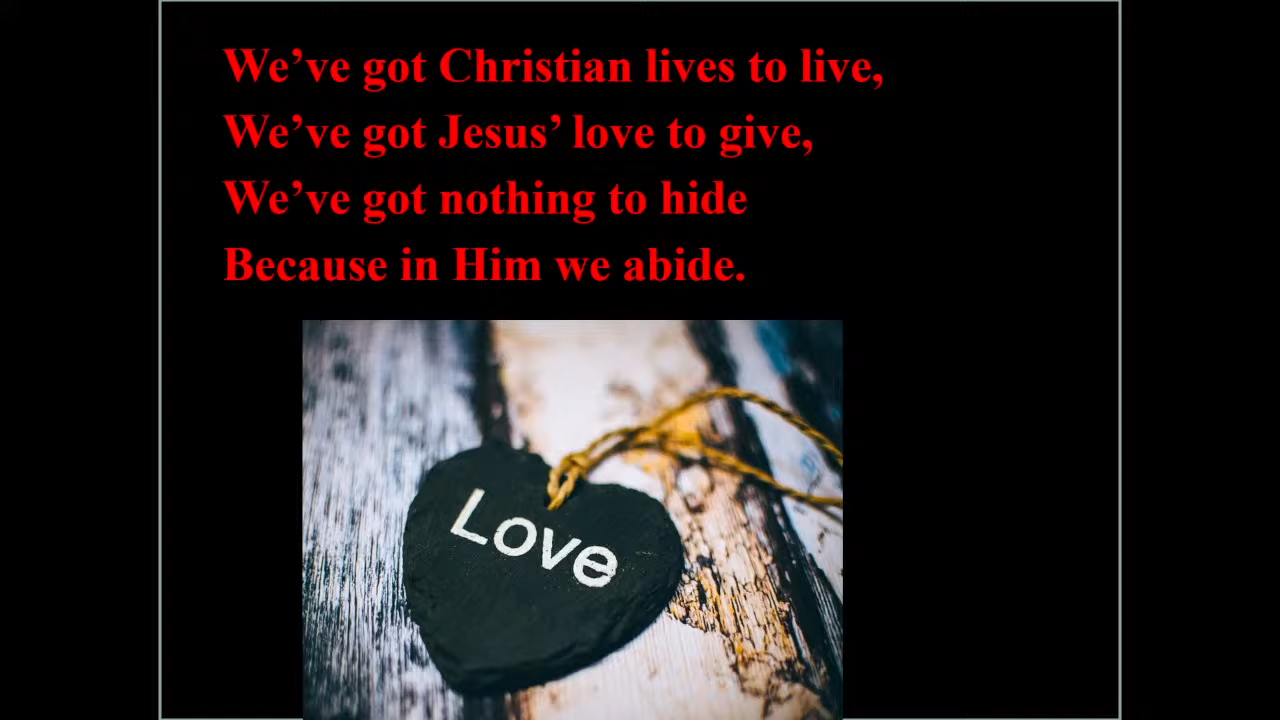 We’ve got Christian lives to live,
We’ve got Jesus’ love to give,
We’ve got nothing to hide
Because in Him we abide.
Love